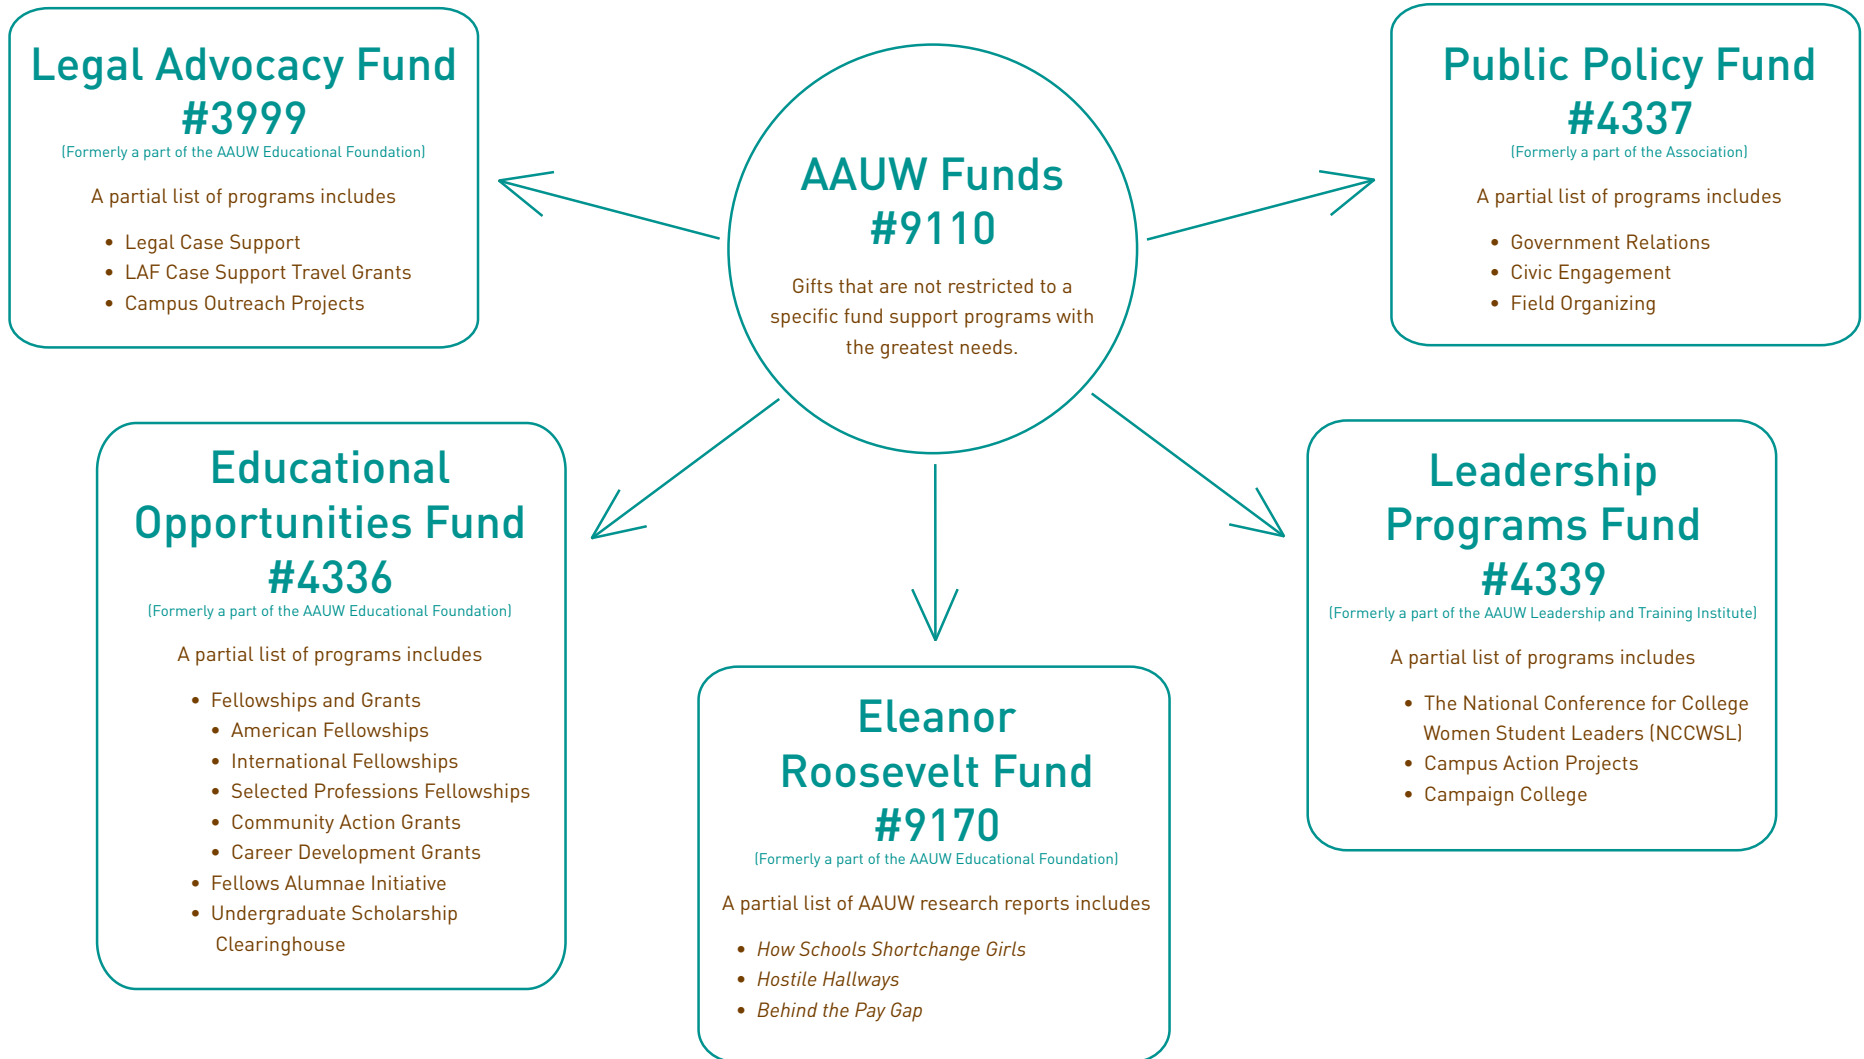 Legal Advocacy Fund
#3999
(Formerly a part of the AAUW Educational Foundation)
A partial list of programs includes
• Legal Case Support
• LAF Case Support Travel Grants
• Campus Outreach Projects
AAUW Funds
#9110
Gifts that are not restricted to a
specific fund support programs with
the greatest needs.
Public Policy Fund
#4337
(Formerly a part of the Association)
A partial list of programs includes
• Government Relations
• Civic Engagement
• Field Organizing
Educational
Opportunities Fund
#4336
(Formerly a part of the AAUW Educational Foundation)
A partial list of programs includes
• Fellowships and Grants
• American Fellowships
• International Fellowships
• Selected Professions Fellowships
• Community Action Grants
• Career Development Grants
• Fellows Alumnae Initiative
• Undergraduate Scholarship
Clearinghouse
Eleanor
Roosevelt Fund
#9170
(Formerly a part of the AAUW Educational Foundation)
A partial list of AAUW research reports includes
• How Schools Shortchange Girls
• Hostile Hallways
• Behind the Pay Gap
Leadership
Programs Fund
#4339
(Formerly a part of the AAUW Leadership and Training Institute)
A partial list of programs includes
• The National Conference for College
Women Student Leaders (NCCWSL)
• Campus Action Projects
• Campaign College